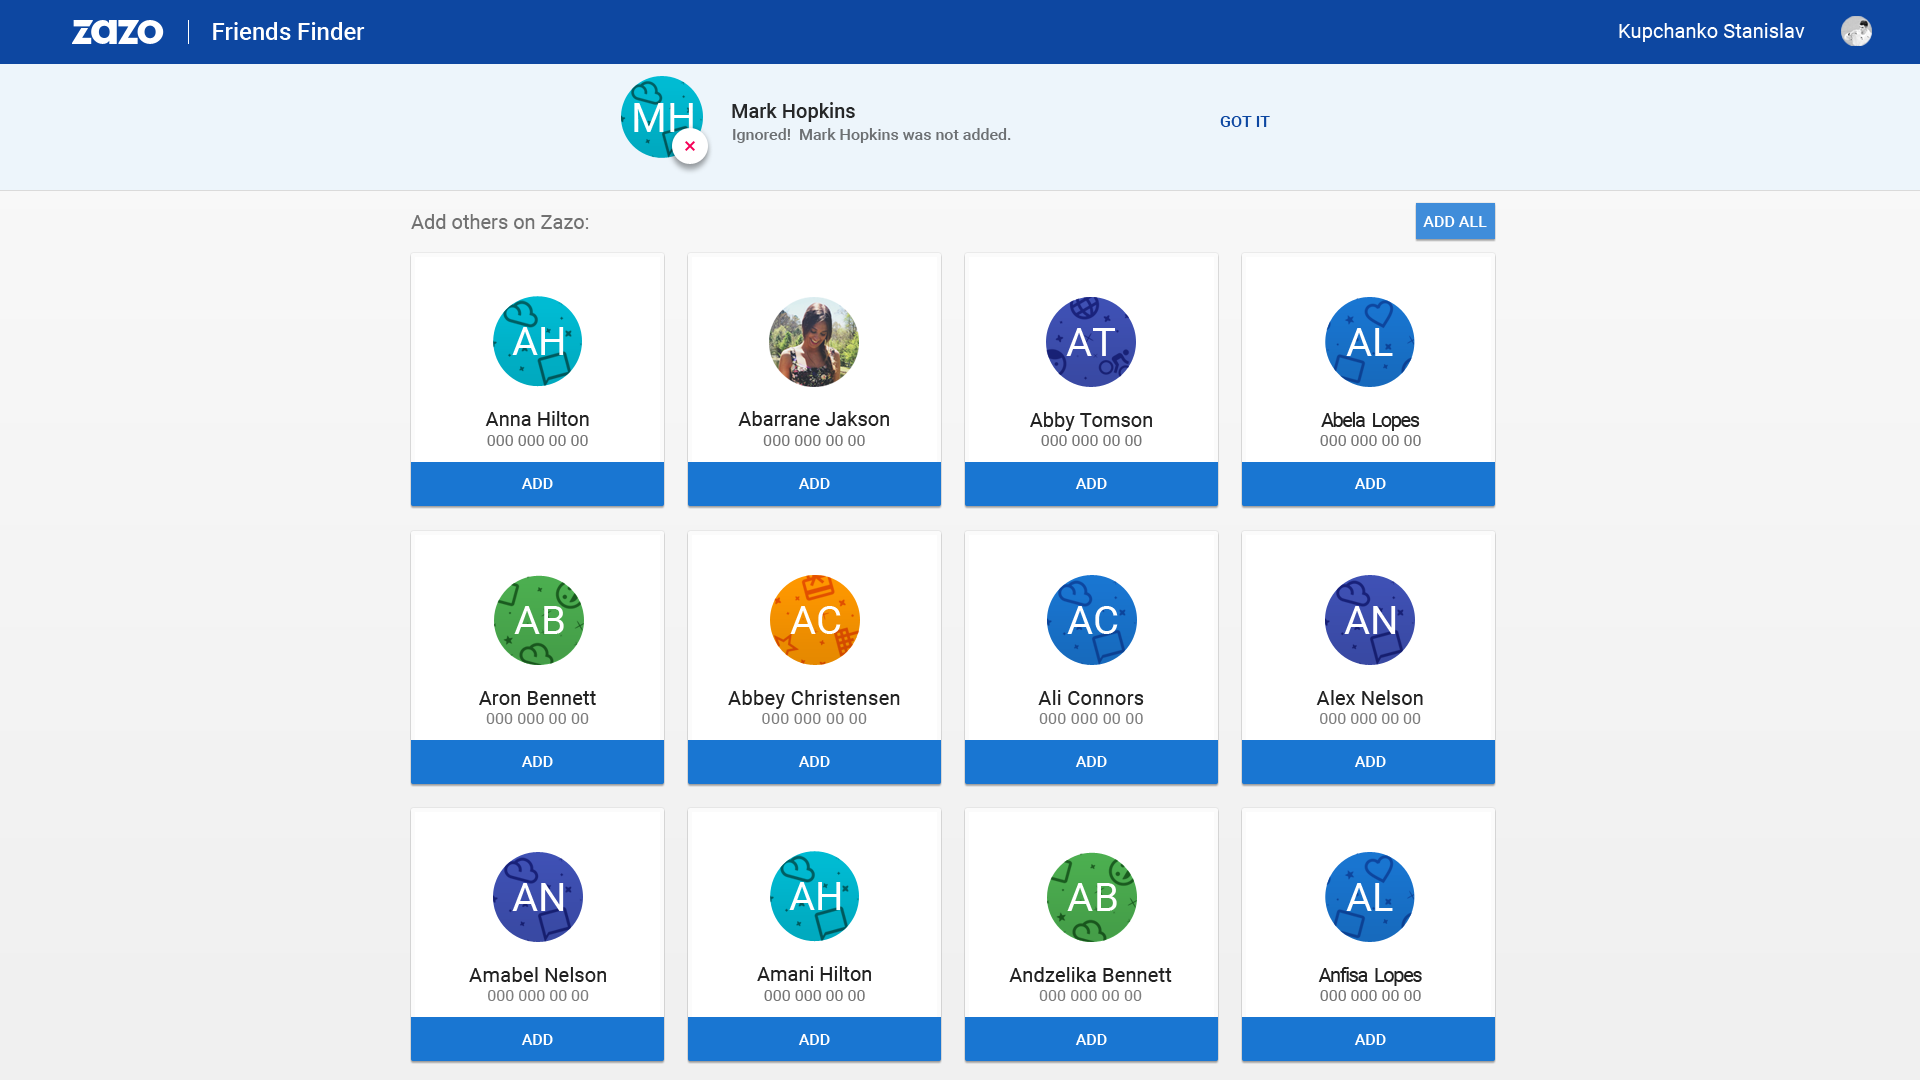 zazo | Friends Finder
Kupchanko Stanislav
MH
Mark Hopkins
Ignored! Mark Hopkins was not added.
GOT IT
Add others on Zazo:
ADD ALL
AH
AT
AL
Anna Hilton
Abarrane Jakson
Abby Tomson
Abela Lopes
000 000 00 00
000 000 00 00
000 000 00 00
000 000 00 00
ADD
ADD
ADD
ADD
AB
AC
AC
AN
Aron Bennett
Abbey Christensen
Ali Connors
Alex Nelson
000 000 00 00
000 000 00 00
000 000 00 00
000 000 00 00
ADD
ADD
ADD
ADD
AN
AH
AB
AL
Amabel Nelson
Amani Hilton
Andzelika Bennett
Anfisa Lopes
000 000 00 00
000 000 00 00
000 000 00 00
000 000 00 00
ADD
ADD
ADD
ADD